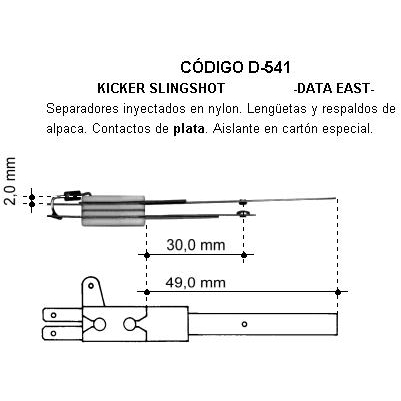 CÓDIGO D-541
KICKER SLINGSHOT -DATA EAST-
Separadores inyectados en nylon. Lengüetas y respaldos de
alpaca. Contactos de plata. Aislante en cartón especial.
2,0 mm
30,0 mm
49,0 mm